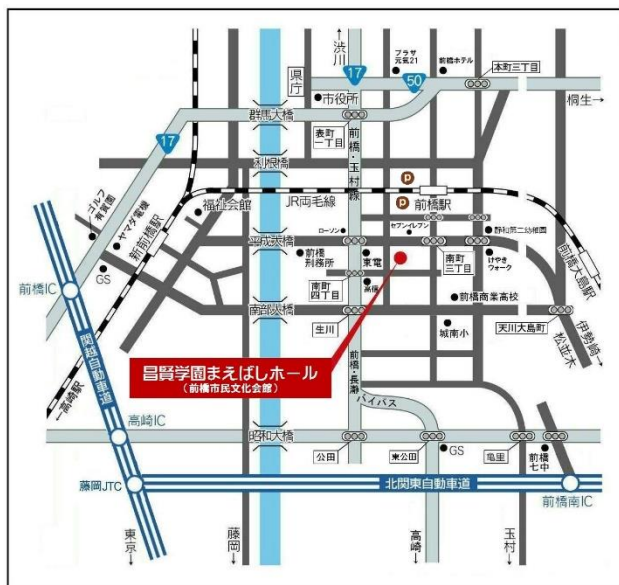 渋川
プラザ元気21
前橋ホテル
本町三丁目
県庁
17
50
市役所
桐生→
群馬大橋
表町一丁目
17
前橋・玉村線
利根橋
P
P
JR両毛線
前橋駅
福祉会館
ゴルフ有賀園
ヤマダ電機
新前橋駅
ローソン
セブンイレブン
静和第二幼稚園
平成大橋
前橋刑務所
東電
南町三丁目
けやきウォーク
前橋大島駅
GS
前橋IC
南町四丁目
前橋商業高校
南部大橋
生川
城南小
天川大島町
伊勢崎→
松並木
関越自動車道
昌賢学園まえばしホール
(前橋市民文化会館)
前橋・長瀞
バイパス
←高崎駅
高崎IC
昭和大橋
公田
東公田
GS
亀里
前橋七中
藤岡JTC
北関東自動車道
前橋南IC
東京→
藤岡→
高崎→
玉村→